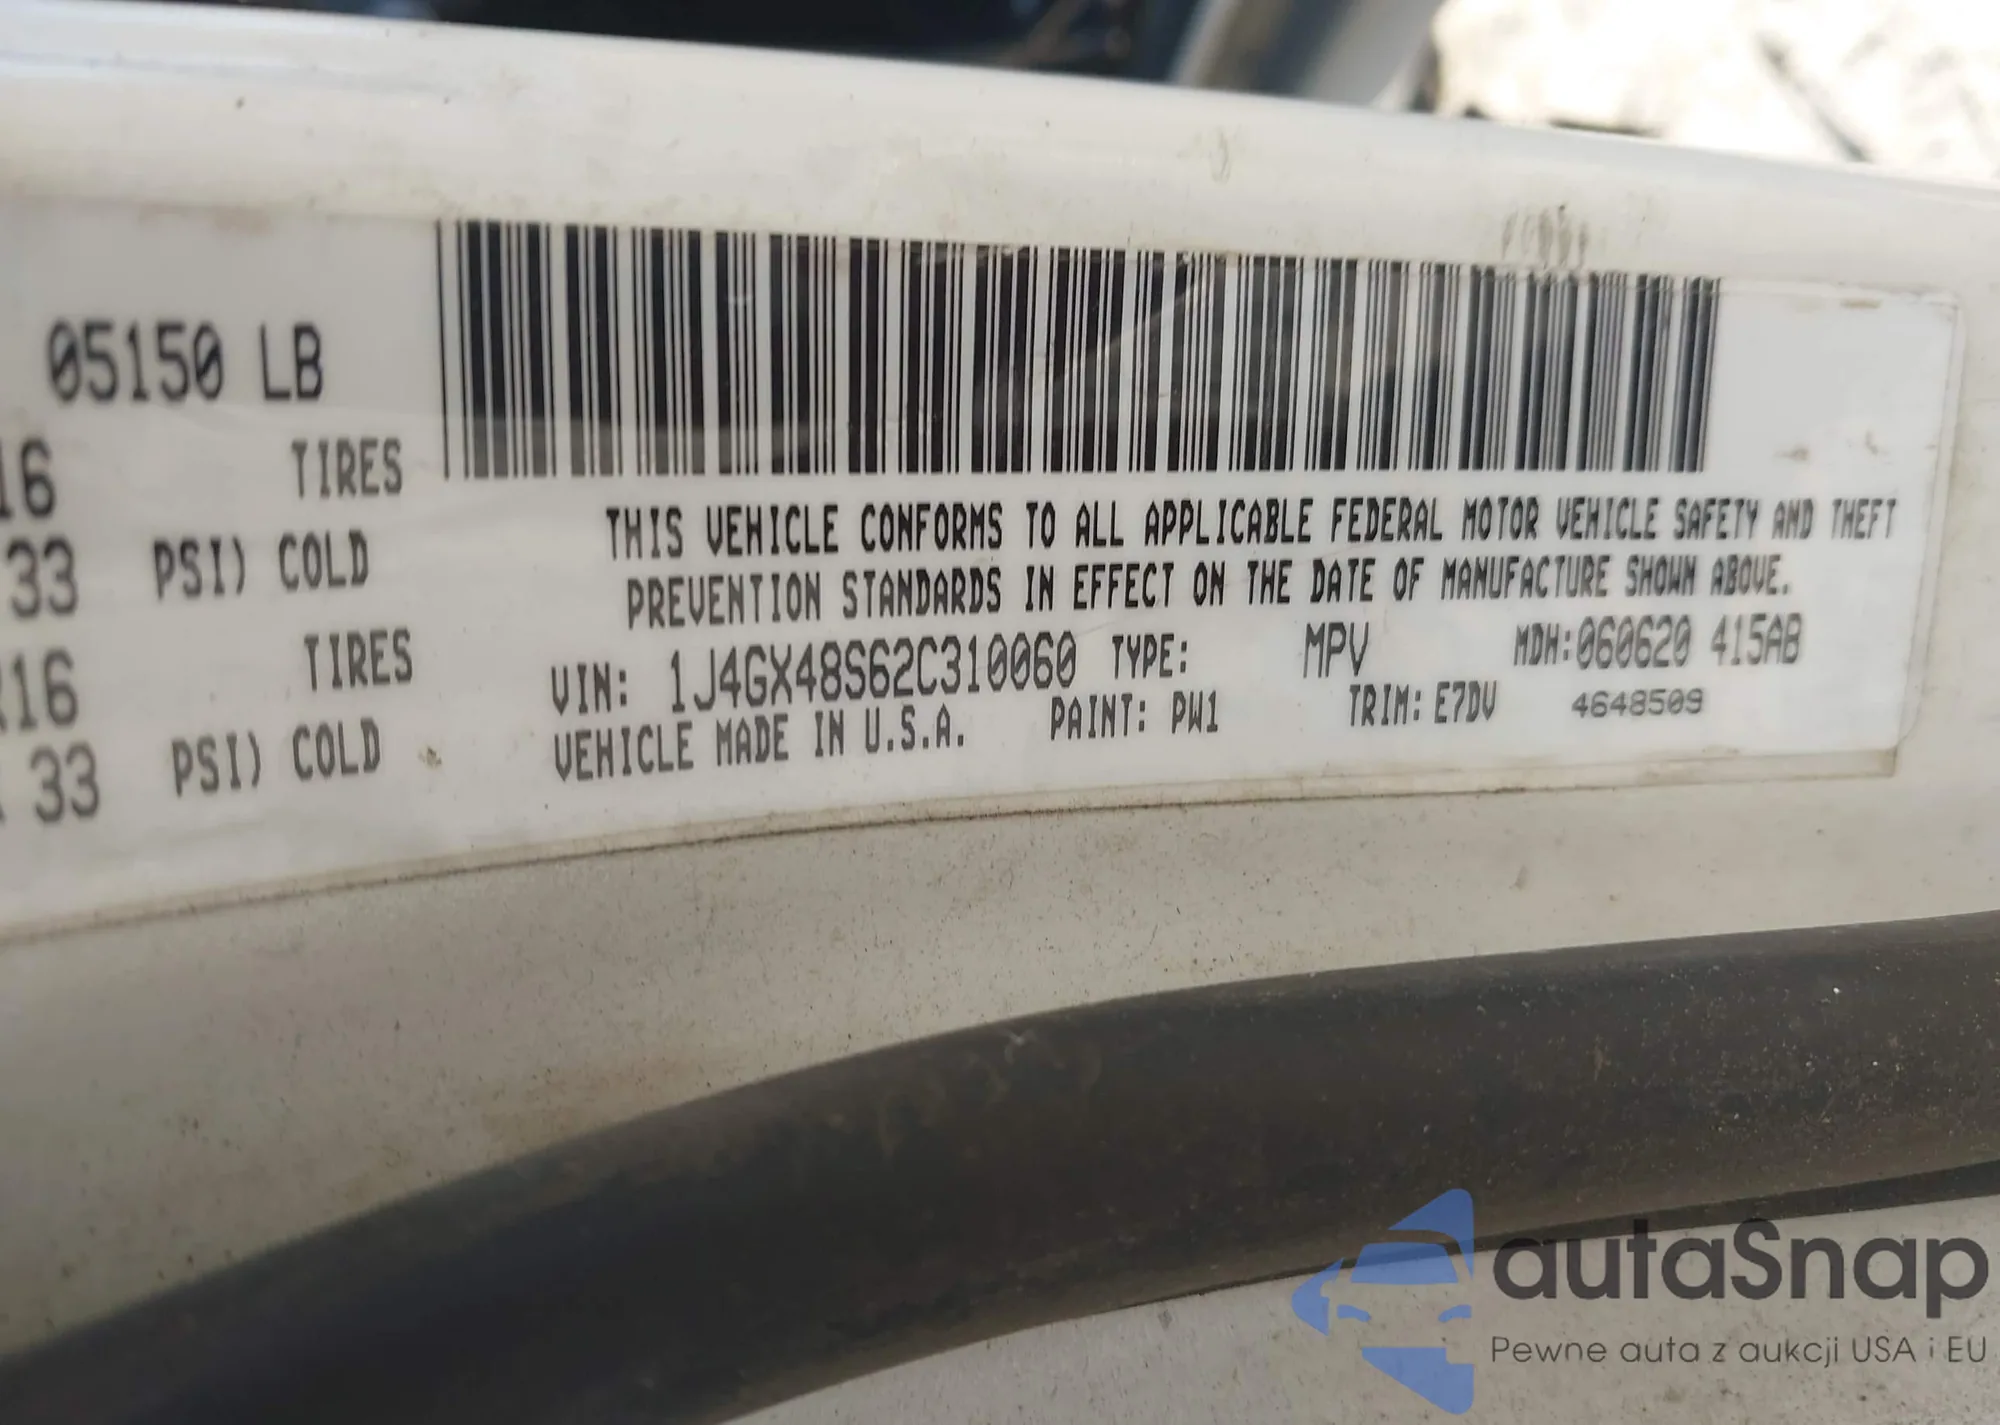 05150 LB
16 TIRES
33 PSI) COLD
16 TIRES
33 PSI) COLD
THIS VEHICLE CONFORMS TO ALL APPLICABLE FEDERAL MOTOR VEHICLE SAFETY AND THEFT
PREVENTION STANDARDS IN EFFECT ON THE DATE OF MANUFACTURE SHOWN ABOVE.
VIN: 1J4GX48S62C310060 TYPE: MPV MDH:060620 415AB
VEHICLE MADE IN U.S.A. PAINT: PW1 TRIM: E7DV 4648509
autaSnap
Pewne auta z aukcji USA i EU